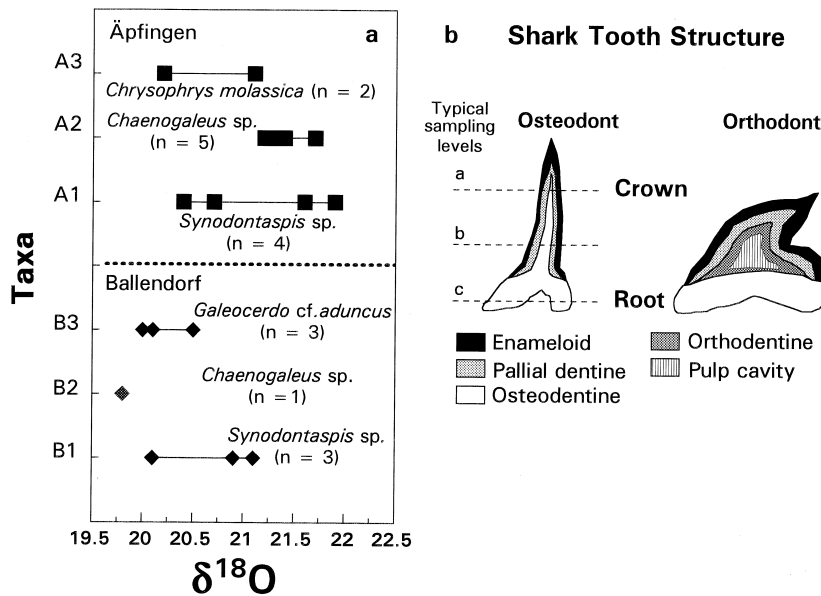 Äpfingen
a
A3
Chrysophrys molassica (n = 2)
A2
Chaenogaleus sp.
(n = 5)
A1
Synodontaspis sp.
(n = 4)
Taxa
Ballendorf
B3
Galeocerdo cf.aduncus
(n = 3)
B2
Chaenogaleus sp.
(n =1)
B1
Synodontaspis sp.
(n = 3)
19.5 20 20.5 21 21.5 22 22.5
δ¹⁸O
b Shark Tooth Structure
Typical
sampling
levels
Osteodont
Orthodont
a
Crown
b
c
Root
Enameloid
Orthodentine
Pallial dentine
Pulp cavity
Osteodentine